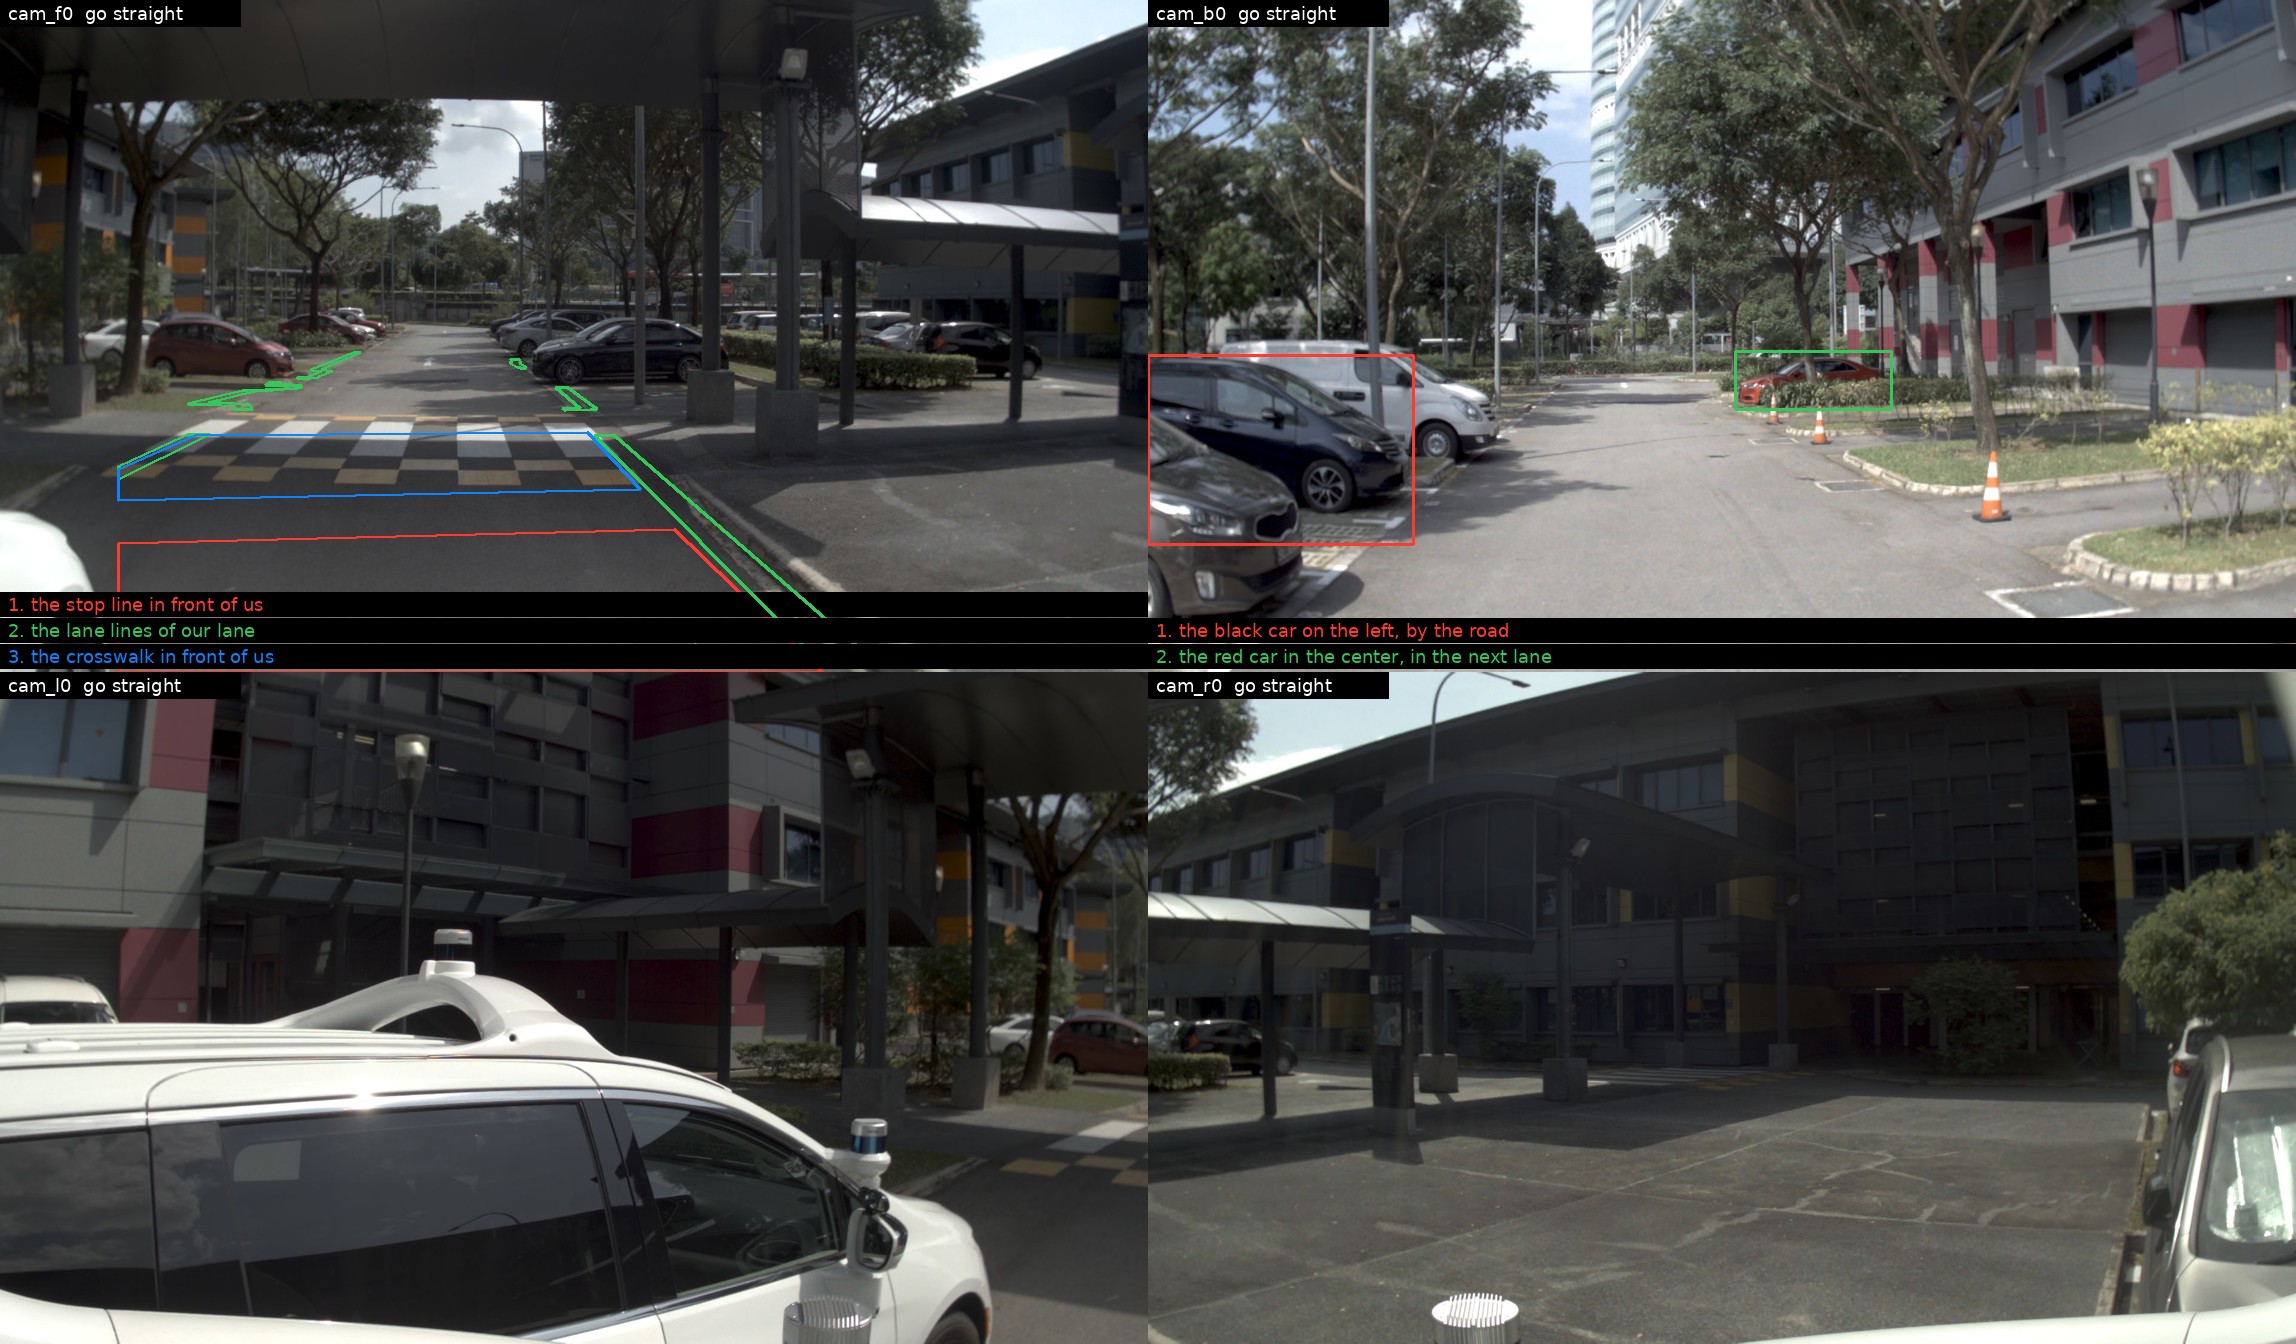 cam_f0 go straight
1. the stop line in front of us
2. the lane lines of our lane
3. the crosswalk in front of us
cam_b0 go straight
1. the black car on the left, by the road
2. the red car in the center, in the next lane
cam_l0 go straight
cam_r0 go straight